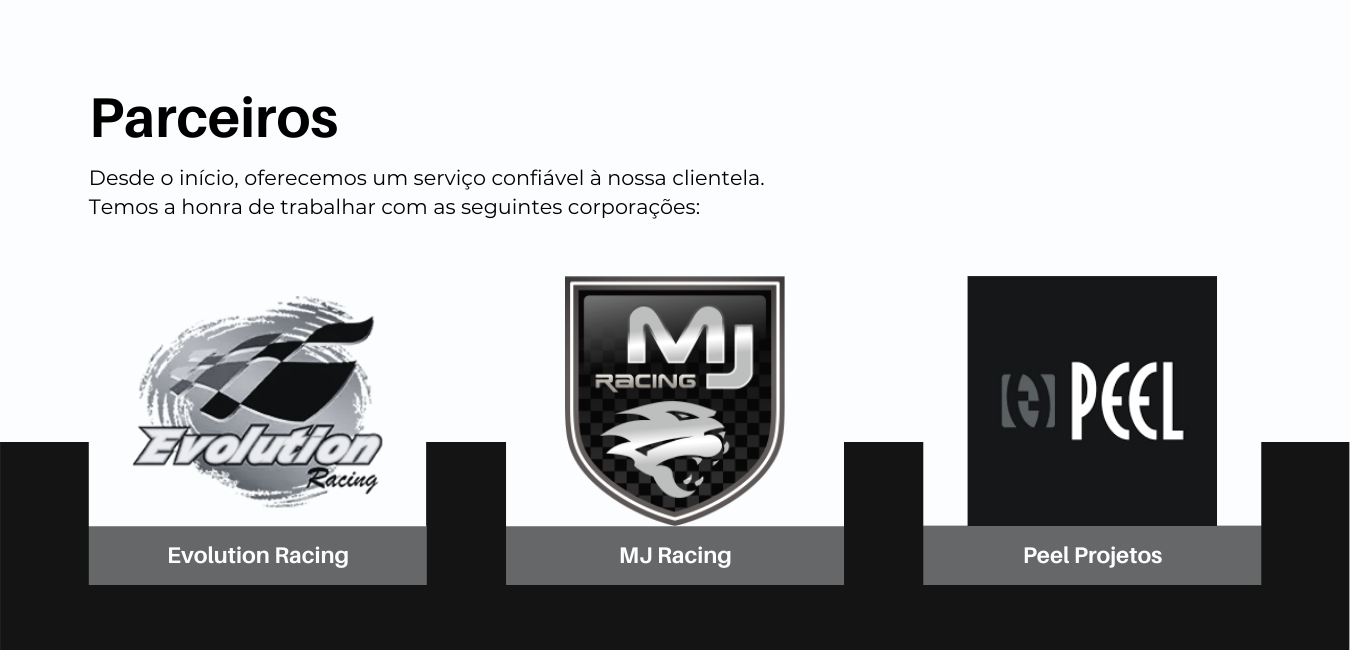 Parceiros
Desde o início, oferecemos um serviço confiável à nossa clientela.
Temos a honra de trabalhar com as seguintes corporações:
Evolution
Racing
MJ
RACING
PEEL
Evolution Racing
MJ Racing
Peel Projetos